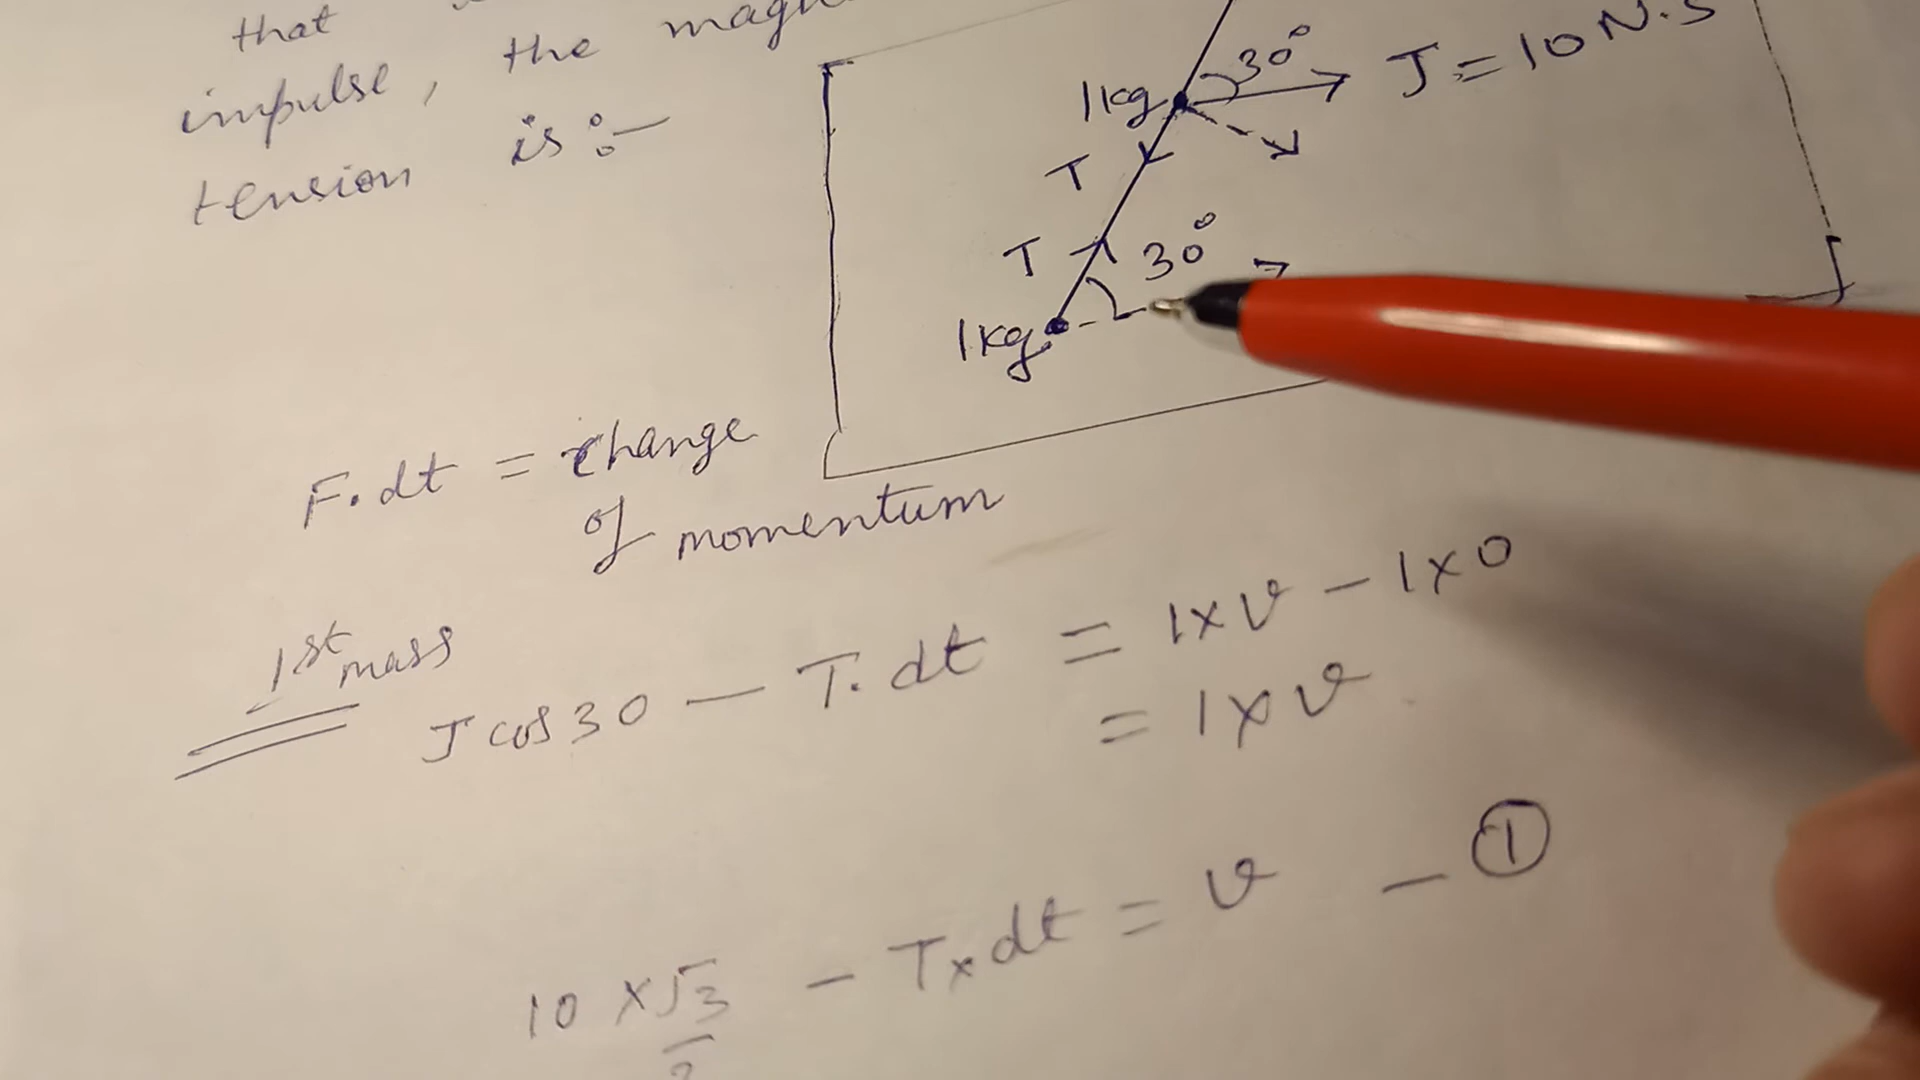 that
impulse, the
tension is :-
30°
J = 10 N.S
1kg
T
T
30°
1kg
F. dt = change
of momentum
1st mass
J cos 30 - T. dt = 1 x v - 1 x 0
= 1 x v
10 x √3 - T x dt = v - ①